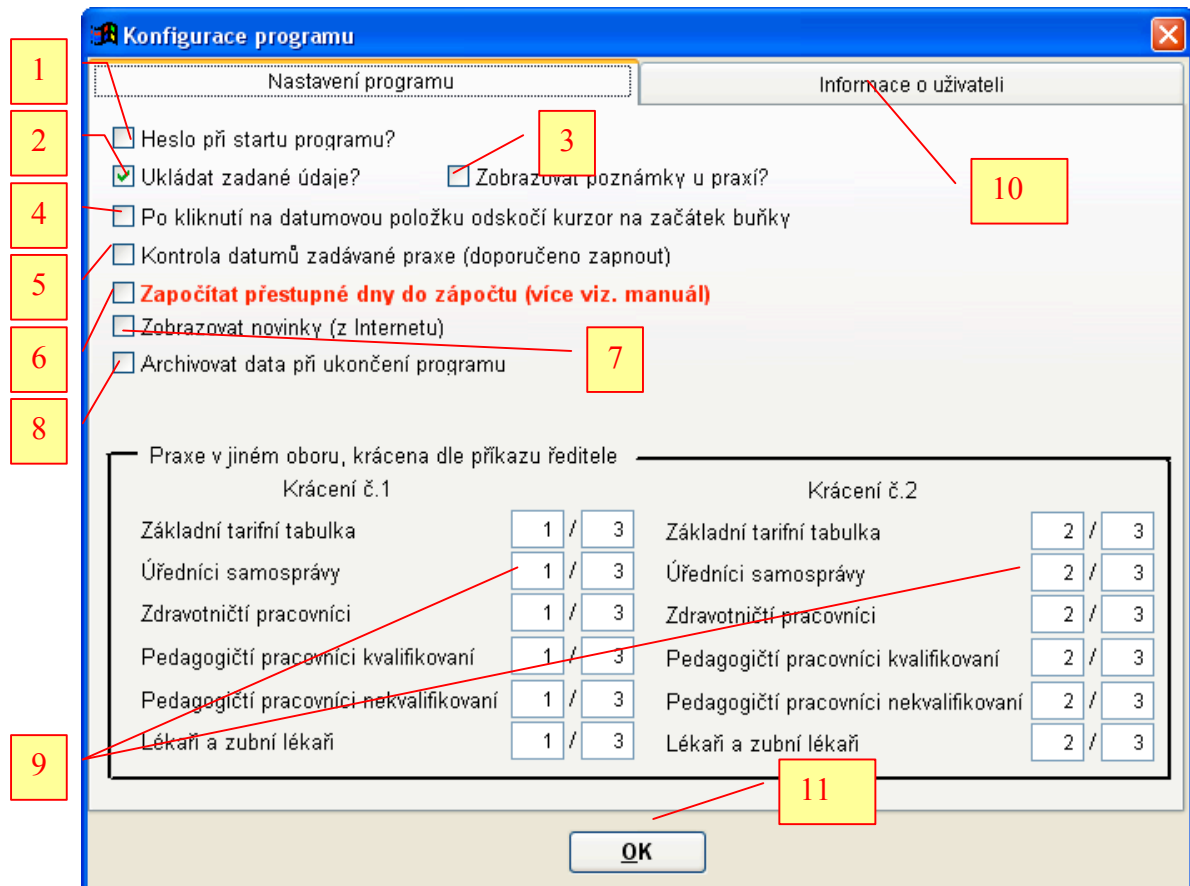 Konfigurace programu
1
Nastavení programu
Informace o uživateli
2
Heslo při startu programu?
3
Ukládat zadané údaje?
Zobrazovat poznámky u praxí?
10
4
Po kliknutí na datumovou položku odskočí kurzor na začátek buňky
5
Kontrola datumů zadávané praxe (doporučeno zapnout)
Započítat přestupné dny do zápočtu (více viz. manuál)
6
Zobrazovat novinky (z Internetu)
7
Archivovat data při ukončení programu
8
Praxe v jiném oboru, krácena dle příkazu ředitele
Krácení č.1
Základní tarifní tabulka 1 / 3
Úředníci samosprávy 1 / 3
Zdravotničtí pracovníci 1 / 3
Pedagogičtí pracovníci kvalifikovaní 1 / 3
Pedagogičtí pracovníci nekvalifikovaní 1 / 3
Lékaři a zubní lékaři 1 / 3
Krácení č.2
Základní tarifní tabulka 2 / 3
Úředníci samosprávy 2 / 3
Zdravotničtí pracovníci 2 / 3
Pedagogičtí pracovníci kvalifikovaní 2 / 3
Pedagogičtí pracovníci nekvalifikovaní 2 / 3
Lékaři a zubní lékaři 2 / 3
9
11
OK